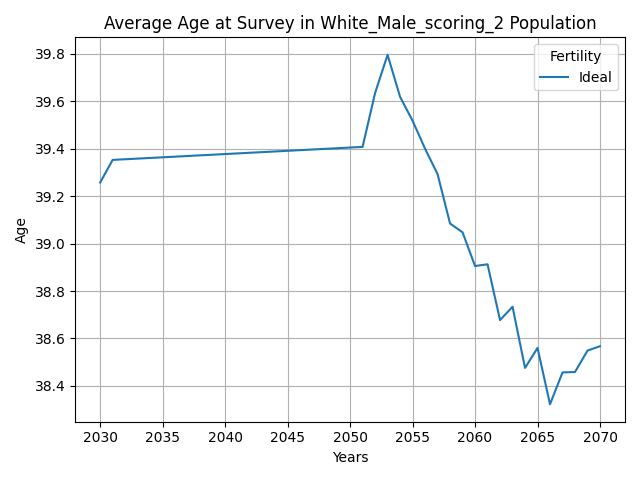 Average Age at Survey in White_Male_scoring_2 Population
Fertility
Ideal
39.8
39.6
39.4
39.2
39.0
38.8
38.6
38.4
Age
2030 2035 2040 2045 2050 2055 2060 2065 2070
Years